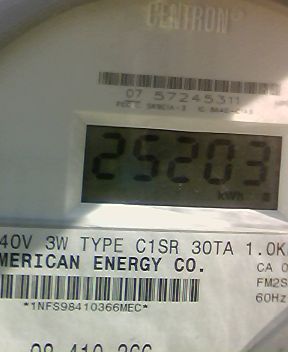 CENTRON®
07 57245311
25203
kWh
40V 3W TYPE C1SR 30TA 1.0K
MERICAN ENERGY CO.
CA 0
FM2S
60Hz
*1NFS98410366MEC*